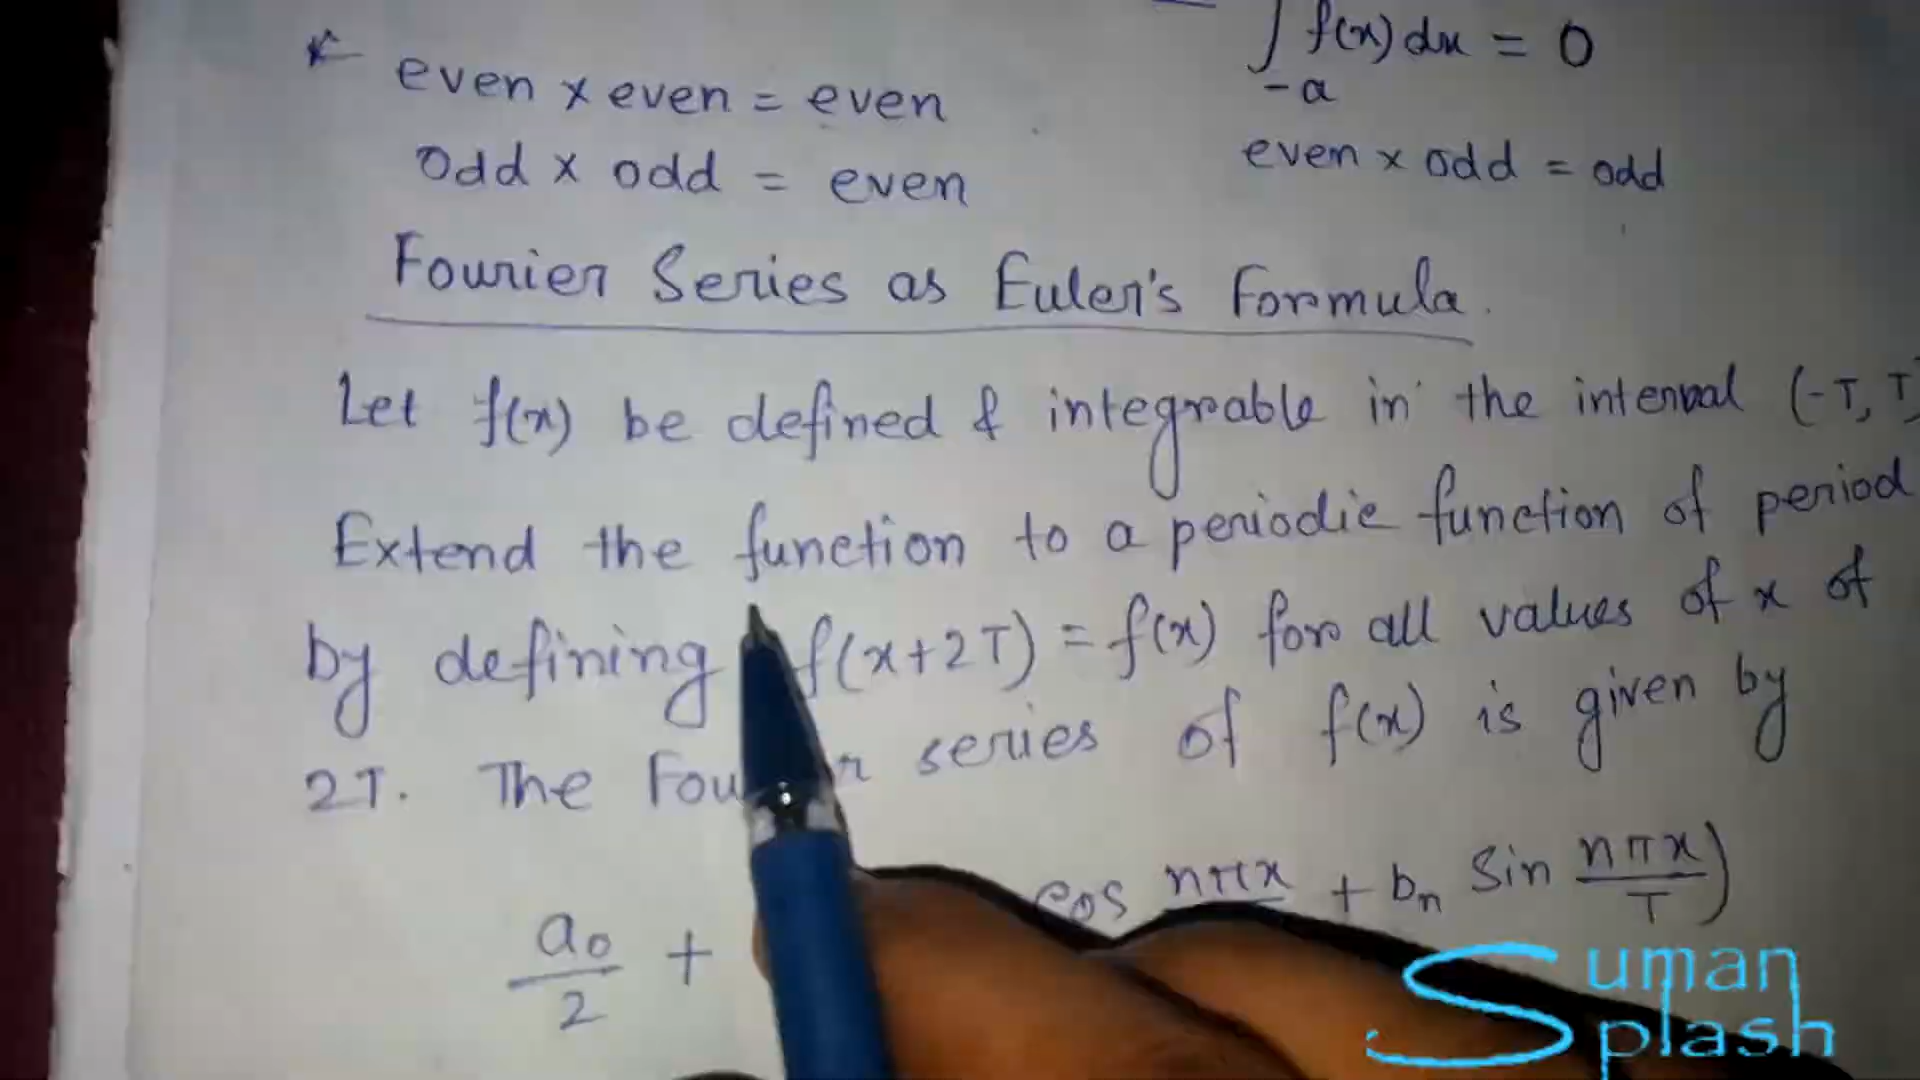 ∫ f(x) dx = 0
-a
* even × even = even
odd × odd = even
even × odd = odd
Fourier Series as Euler's Formula.
Let f(x) be defined & integrable in the interval (-T, T)
Extend the function to a periodic function of period
by defining f(x+2T) = f(x) for all values of x of
2T. The Fou r series of f(x) is given by
a₀/2 + cos nπx + bₙ Sin nπx/T)
Suman
Splash